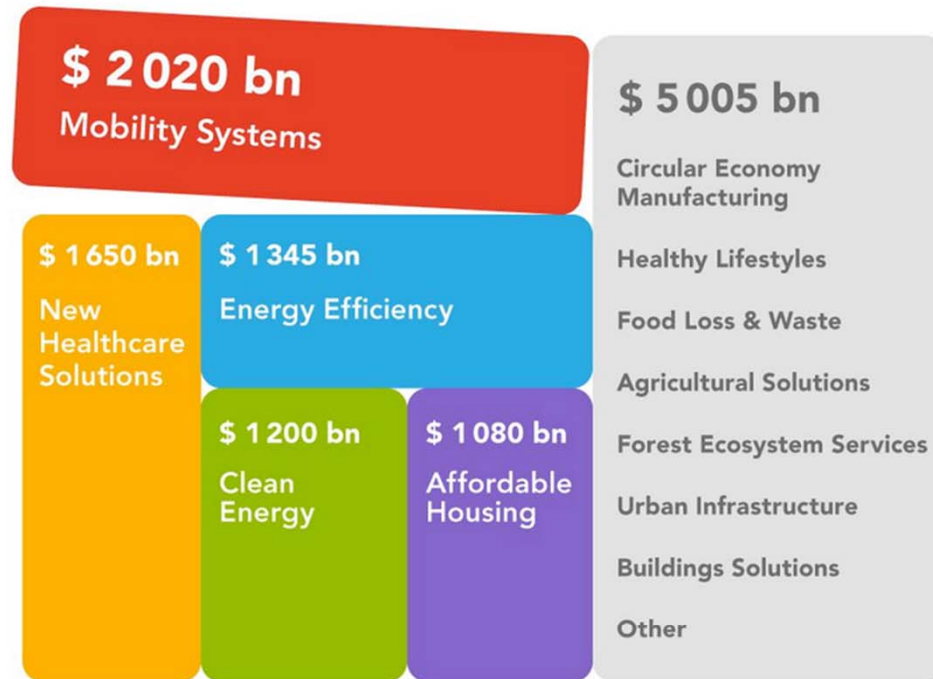 $ 2 020 bn
Mobility Systems
$ 1 650 bn
New
Healthcare
Solutions
$ 1 345 bn
Energy Efficiency
$ 1 200 bn
Clean
Energy
$ 1 080 bn
Affordable
Housing
$ 5 005 bn
Circular Economy
Manufacturing
Healthy Lifestyles
Food Loss & Waste
Agricultural Solutions
Forest Ecosystem Services
Urban Infrastructure
Buildings Solutions
Other